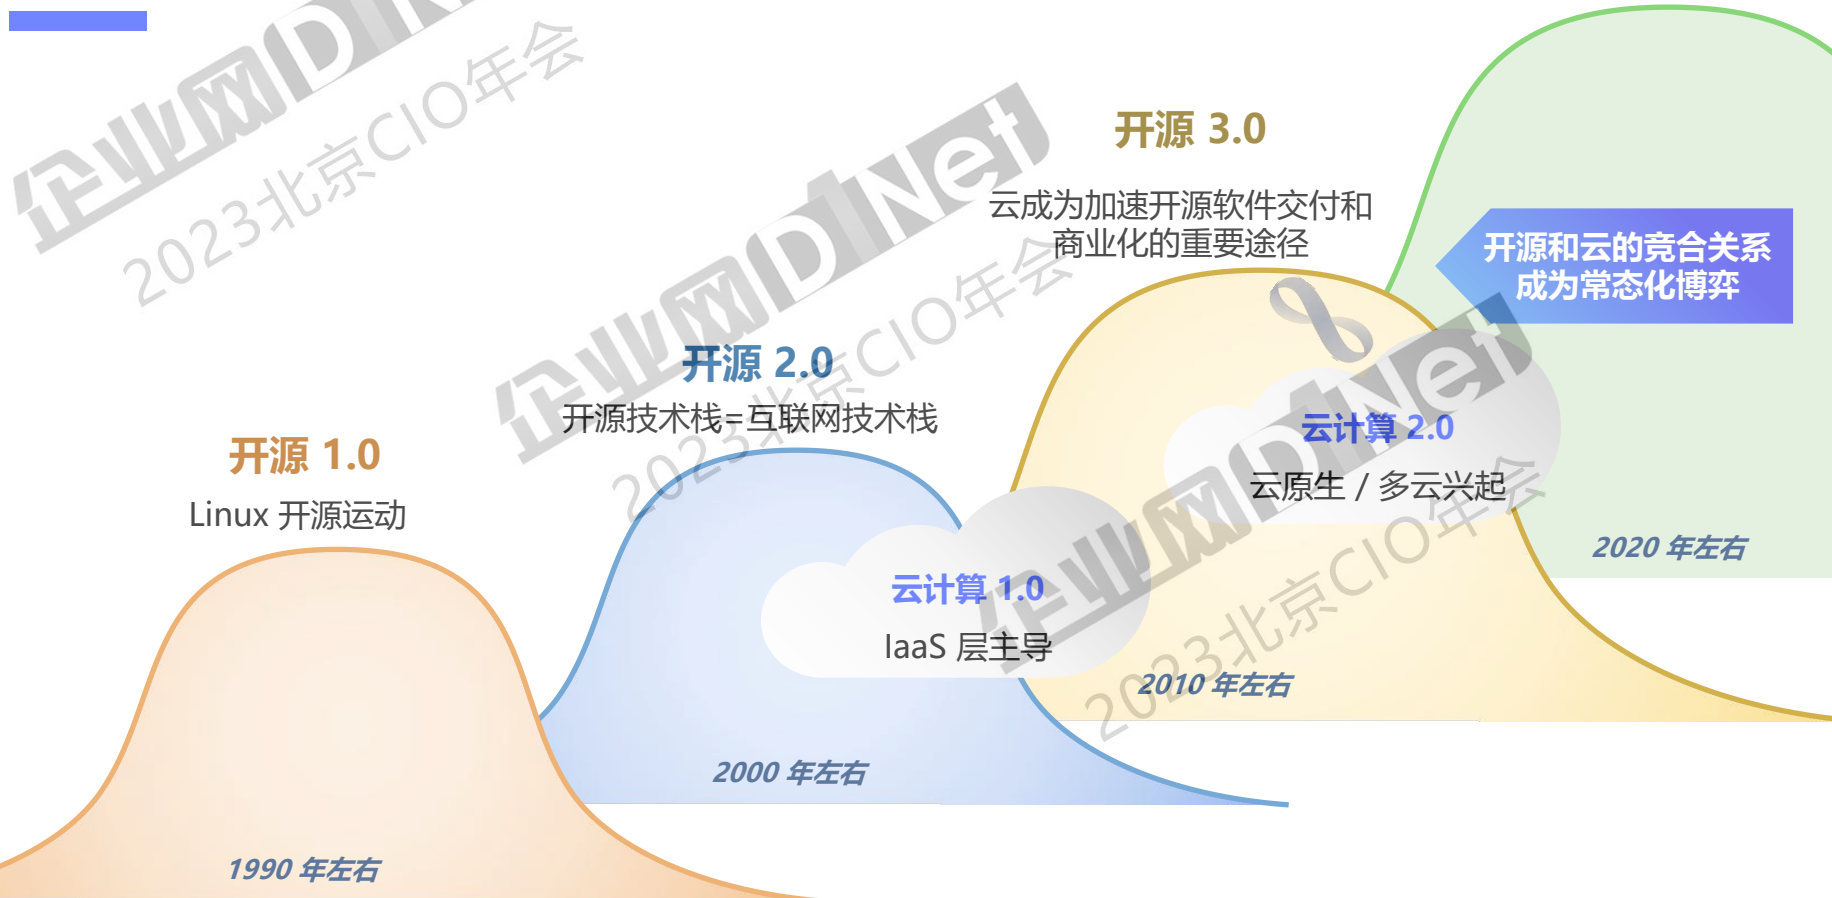 企业网D1Net
2023北京CIO年会
开源 3.0
云成为加速开源软件交付和
商业化的重要途径
开源和云的竞合关系
成为常态化博弈
企业网D1Net
2023北京CIO年会
开源 2.0
开源技术栈=互联网技术栈
开源 1.0
Linux 开源运动
云计算 2.0
云原生 / 多云兴起
企业网D1Net
2023北京CIO年会
2020 年左右
云计算 1.0
IaaS 层主导
2010 年左右
2000 年左右
1990 年左右